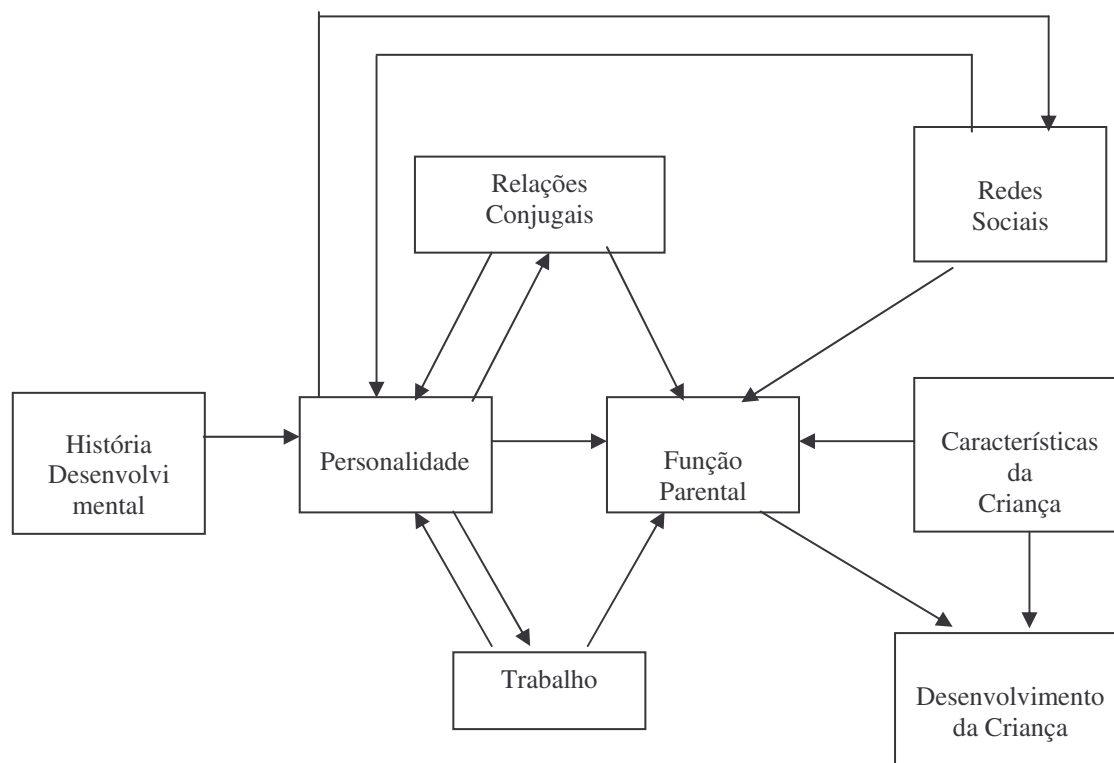 Relações
Conjugais
Redes
Sociais
História
Desenvolvi
mental
Personalidade
Função
Parental
Características
da
Criança
Trabalho
Desenvolvimento
da Criança